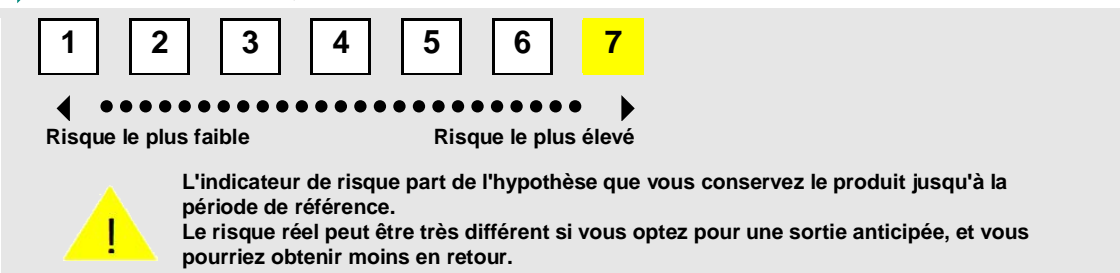 1 2 3 4 5 6 7
Risque le plus faible Risque le plus élevé
L'indicateur de risque part de l'hypothèse que vous conservez le produit jusqu'à la
période de référence.
Le risque réel peut être très différent si vous optez pour une sortie anticipée, et vous
pourriez obtenir moins en retour.
!